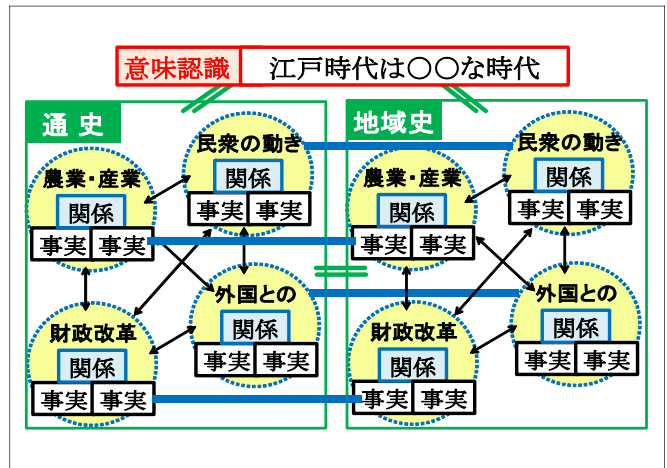 意味認識 江戸時代は〇〇な時代
通 史
民衆の動き
関係
事実 事実
農業・産業
関係
事実 事実
外国との
関係
事実 事実
財政改革
関係
事実 事実
地域史
民衆の動き
関係
事実 事実
農業・産業
関係
事実 事実
外国との
関係
事実 事実
財政改革
関係
事実 事実